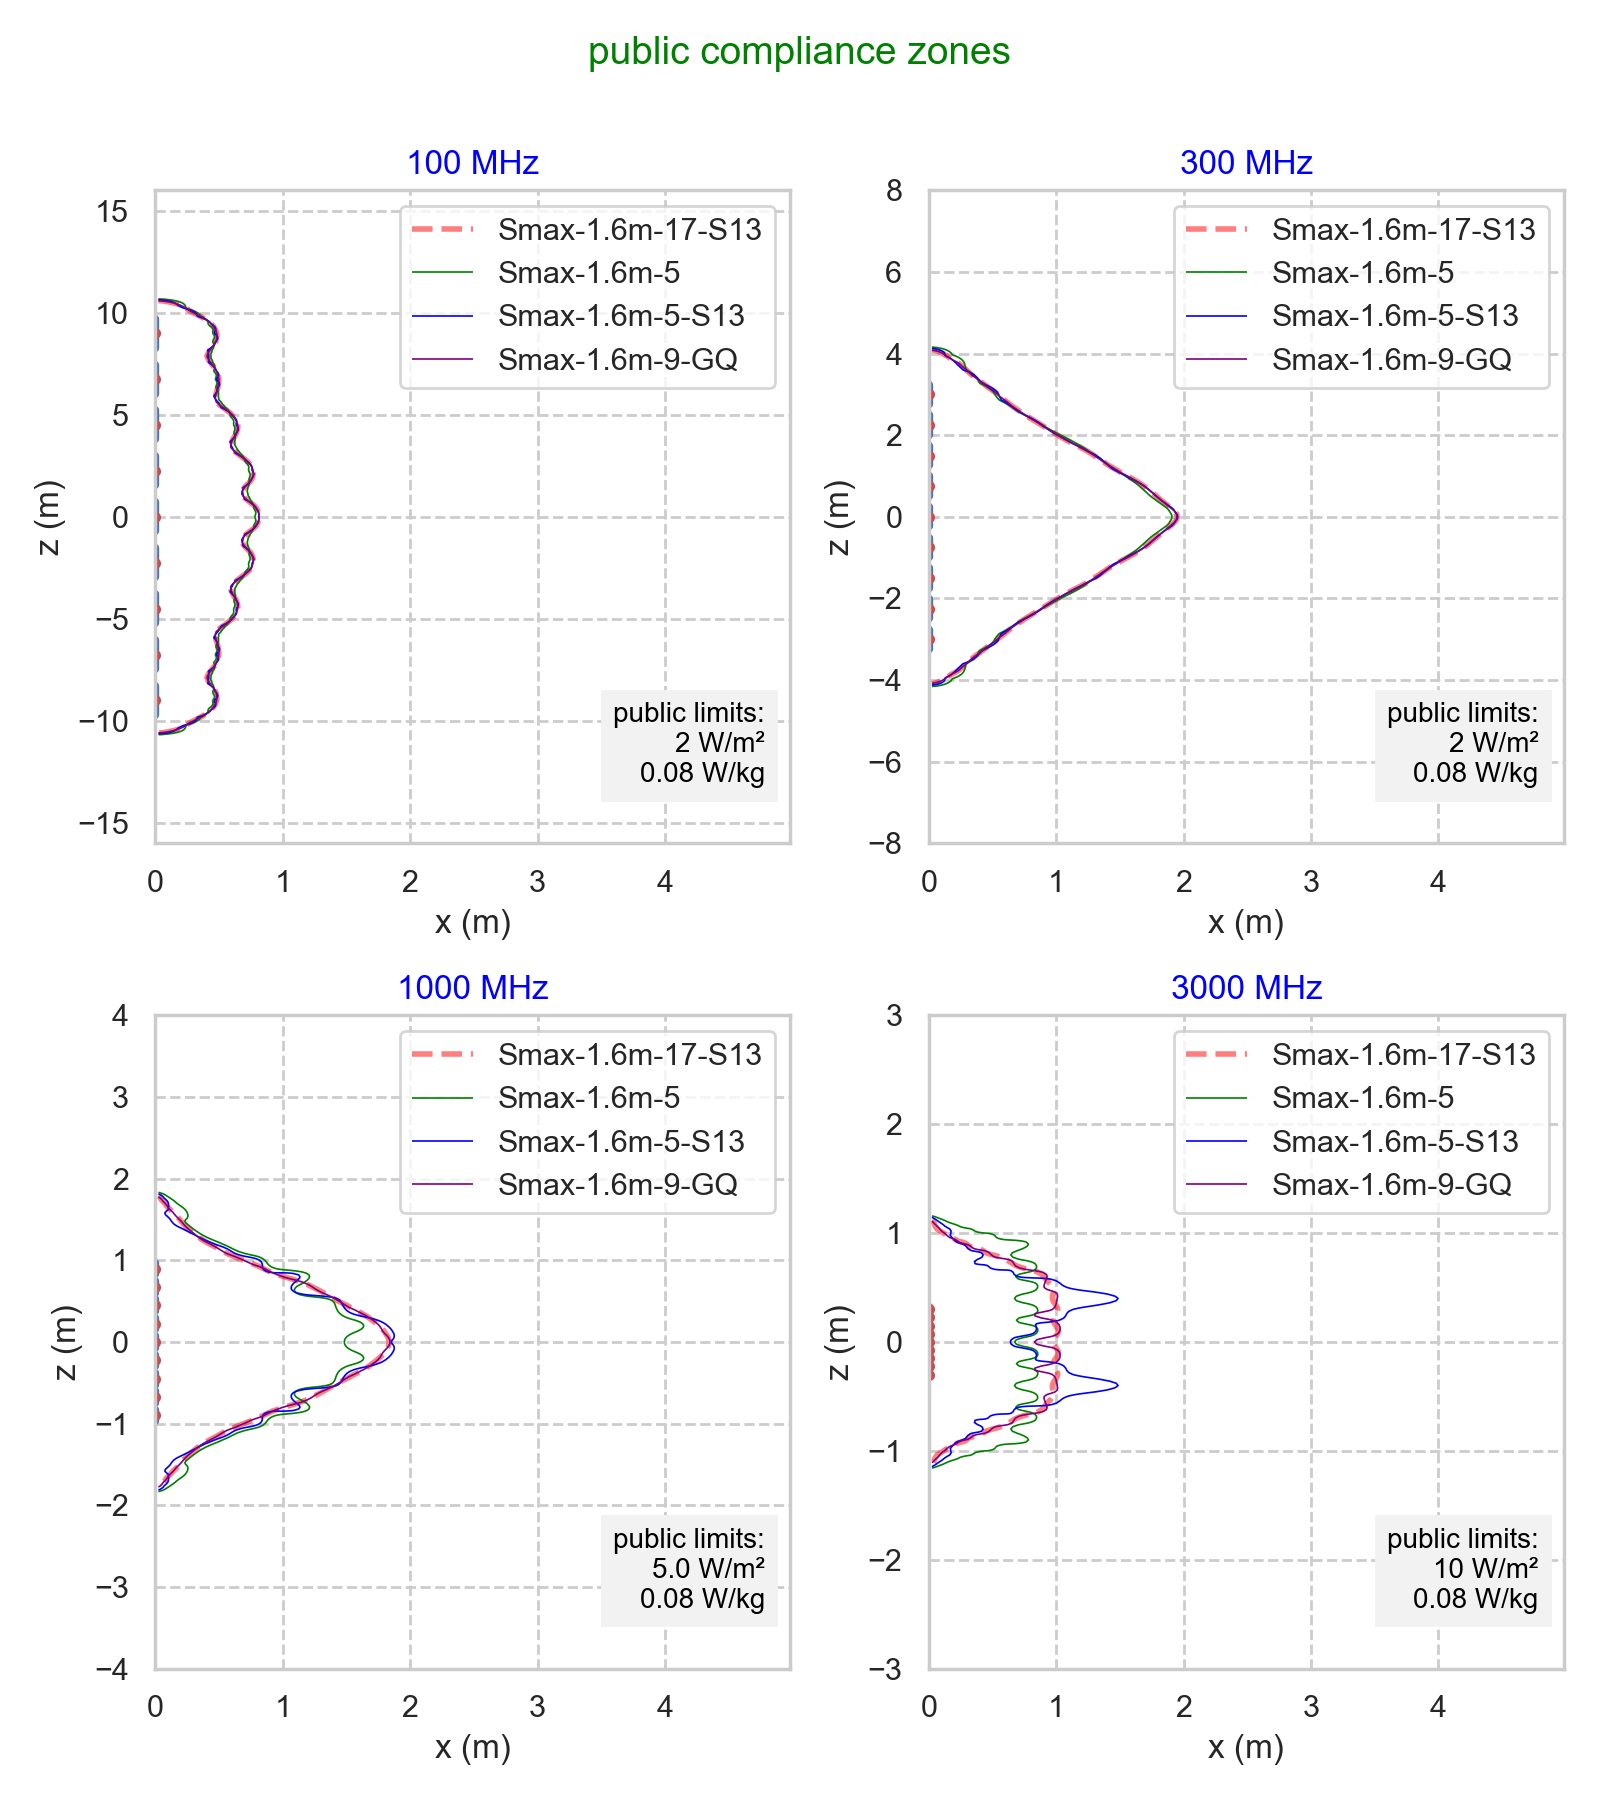 public compliance zones
100 MHz
15
10
5
0
−5
−10
−15
z (m)
Smax-1.6m-17-S13
Smax-1.6m-5
Smax-1.6m-5-S13
Smax-1.6m-9-GQ
public limits:
2 W/m²
0.08 W/kg
0 1 2 3 4
x (m)
300 MHz
8
6
4
2
0
−2
−4
−6
−8
z (m)
Smax-1.6m-17-S13
Smax-1.6m-5
Smax-1.6m-5-S13
Smax-1.6m-9-GQ
public limits:
2 W/m²
0.08 W/kg
0 1 2 3 4
x (m)
1000 MHz
4
3
2
1
0
−1
−2
−3
−4
z (m)
Smax-1.6m-17-S13
Smax-1.6m-5
Smax-1.6m-5-S13
Smax-1.6m-9-GQ
public limits:
5.0 W/m²
0.08 W/kg
0 1 2 3 4
x (m)
3000 MHz
3
2
1
0
−1
−2
−3
z (m)
Smax-1.6m-17-S13
Smax-1.6m-5
Smax-1.6m-5-S13
Smax-1.6m-9-GQ
public limits:
10 W/m²
0.08 W/kg
0 1 2 3 4
x (m)